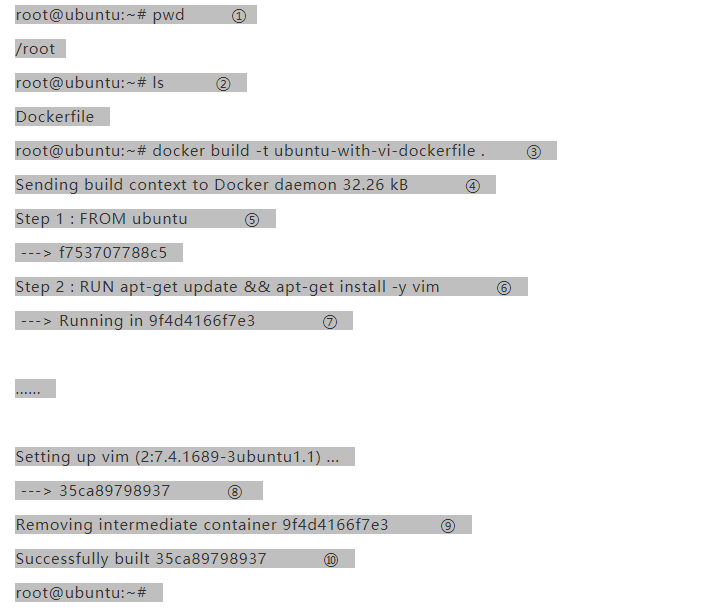 root@ubuntu:~# pwd ①
/root
root@ubuntu:~# ls ②
Dockerfile
root@ubuntu:~# docker build -t ubuntu-with-vi-dockerfile . ③
Sending build context to Docker daemon 32.26 kB ④
Step 1 : FROM ubuntu ⑤
---> f753707788c5
Step 2 : RUN apt-get update && apt-get install -y vim ⑥
---> Running in 9f4d4166f7e3 ⑦
......
Setting up vim (2:7.4.1689-3ubuntu1.1) ...
---> 35ca89798937 ⑧
Removing intermediate container 9f4d4166f7e3 ⑨
Successfully built 35ca89798937 ⑩
root@ubuntu:~#